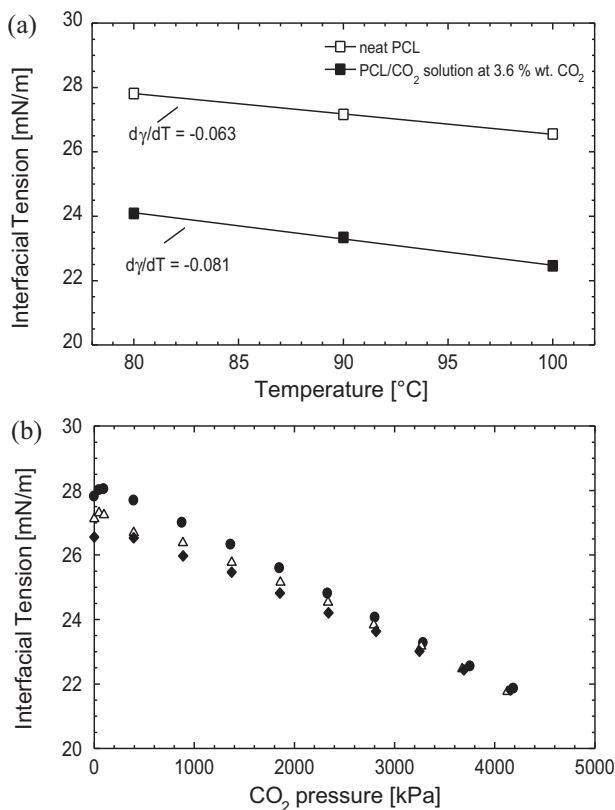 (a)
30
28
26
24
22
20
Interfacial Tension [mN/m]
neat PCL
PCL/CO₂ solution at 3.6 % wt. CO₂
dγ/dT = -0.063
dγ/dT = -0.081
80 85 90 95 100
Temperature [°C]
(b)
30
28
26
24
22
20
Interfacial Tension [mN/m]
0 1000 2000 3000 4000 5000
CO₂ pressure [kPa]